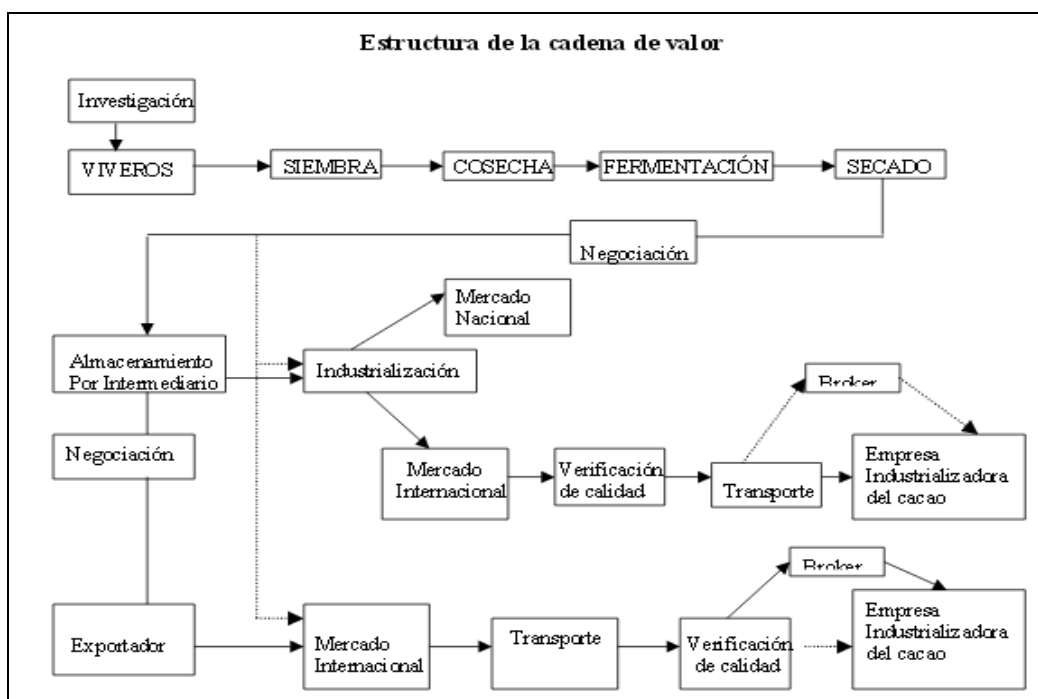 Estructura de la cadena de valor
Investigación
VIVEROS
SIEMBRA
COSECHA
FERMENTACIÓN
SECADO
Negociación
Mercado
Nacional
Almacenamiento
Por Intermediario
Industrialización
Broker
Negociación
Mercado
Internacional
Verificación
de calidad
Transporte
Empresa
Industrializadora
del cacao
Broker
Exportador
Mercado
Internacional
Transporte
Verificación
de calidad
Empresa
Industrializadora
del cacao